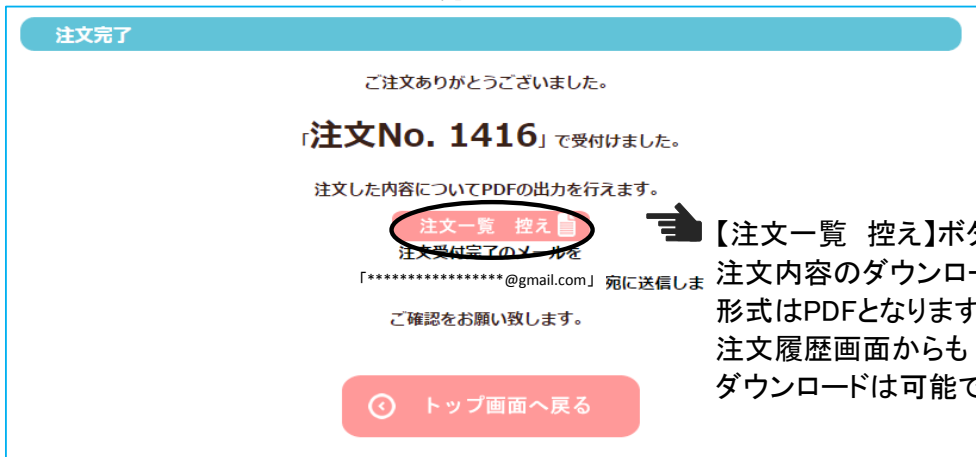 注文完了
ご注文ありがとうございました。
「注文No. 1416」で受付けました。
注文した内容についてPDFの出力を行えます。
注文一覧　控え
注文受付完了のメールを
「*****************@gmail.com」 宛に送信しま
ご確認をお願い致します。
トップ画面へ戻る
【注文一覧　控え】ボ
注文内容のダウンロー
形式はPDFとなります
注文履歴画面からも
ダウンロードは可能で